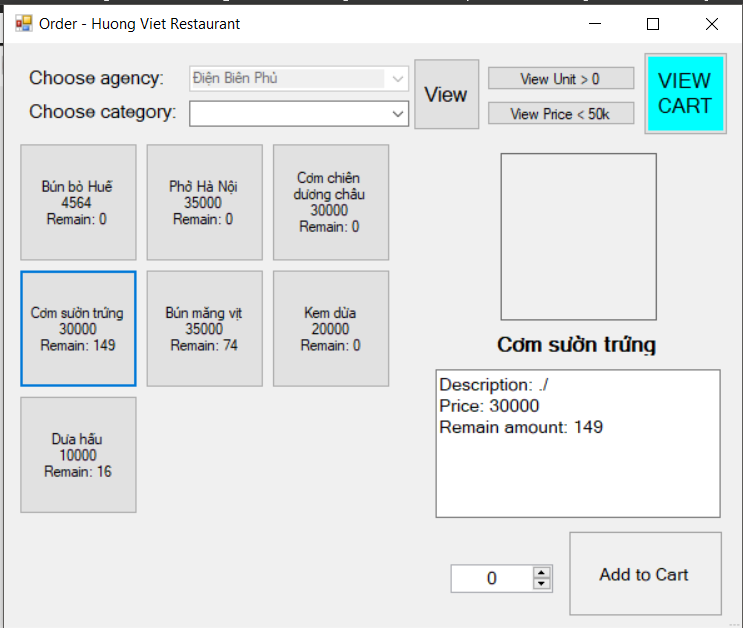 Order - Huong Viet Restaurant
Choose agency:
Điện Biên Phủ
View
View Unit > 0
VIEW
CART
Choose category:
View Price < 50k
Bún bò Huế
4564
Remain: 0
Phở Hà Nội
35000
Remain: 0
Cơm chiên
dương châu
30000
Remain: 0
Cơm sườn trứng
30000
Remain: 149
Bún măng vịt
35000
Remain: 74
Kem dừa
20000
Remain: 0
Dưa hấu
10000
Remain: 16
Cơm sườn trứng
Description: ./
Price: 30000
Remain amount: 149
0
Add to Cart